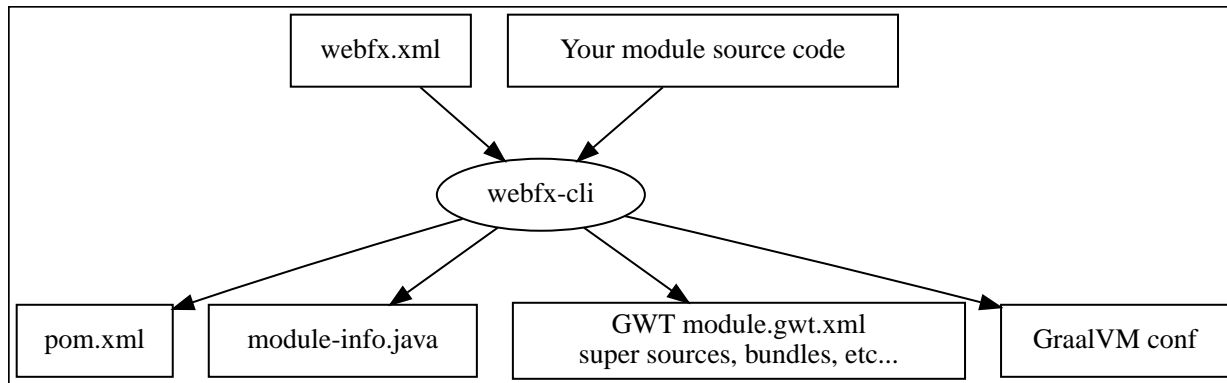 webfx.xml
Your module source code
webfx-cli
pom.xml
module-info.java
GWT module.gwt.xml
super sources, bundles, etc...
GraalVM conf